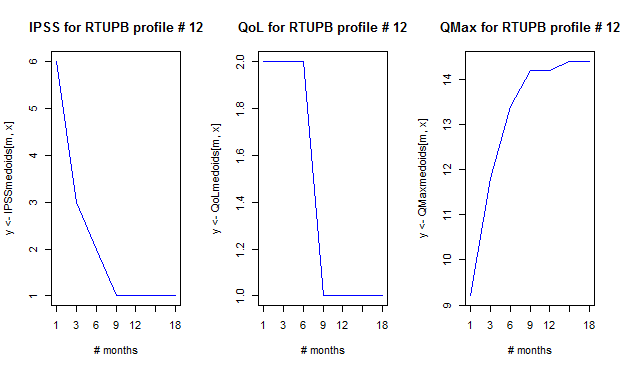 IPSS for RTUPB profile # 12
y <- IPSSmedoids[m, x]
6
5
4
3
2
1
1 3 6 9 12 18
# months
QoL for RTUPB profile # 12
y <- QoLmedoids[m, x]
2.0
1.8
1.6
1.4
1.2
1.0
1 3 6 9 12 18
# months
QMax for RTUPB profile # 12
y <- QMaxmedoids[m, x]
14
13
12
11
10
9
1 3 6 9 12 18
# months